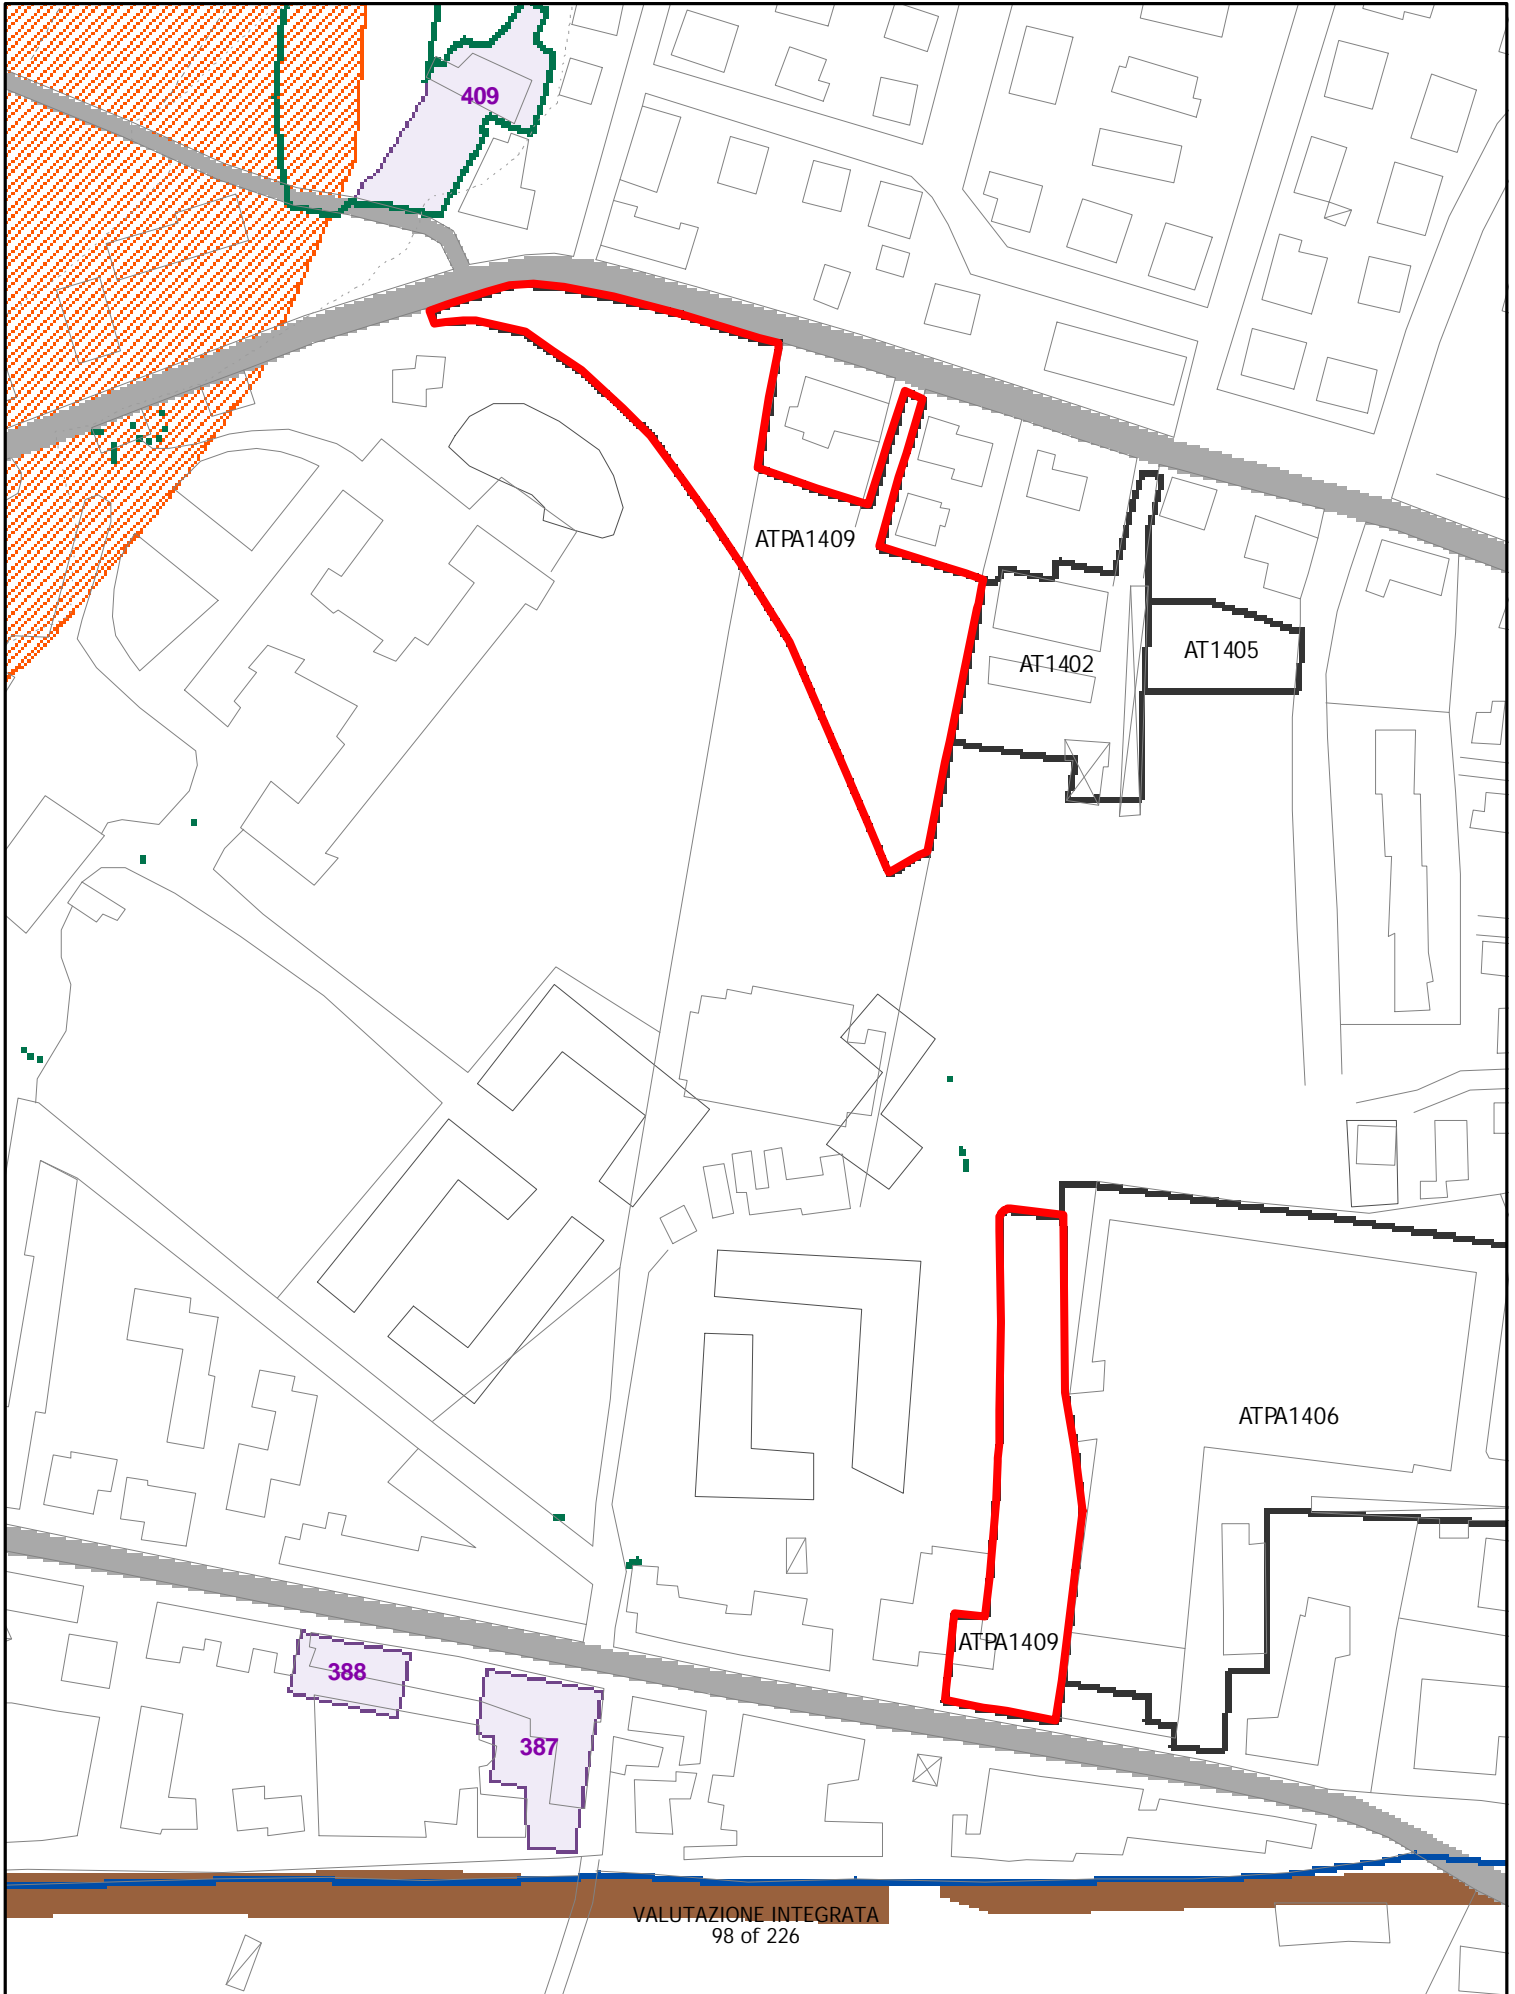 409
ATPA1409
AT1402
AT1405
ATPA1406
ATPA1409
388
387
VALUTAZIONE INTEGRATA
98 of 226